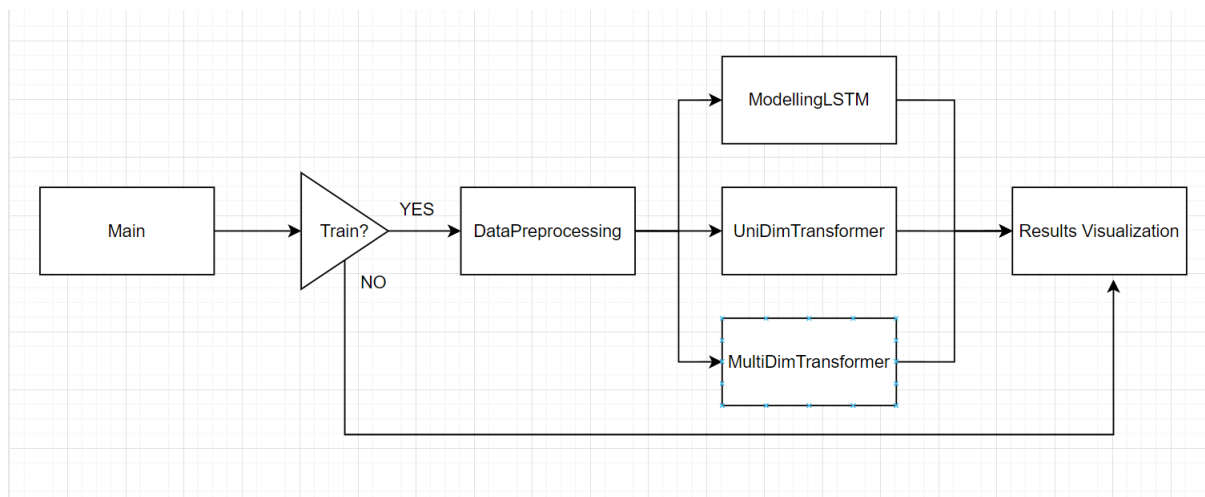 Main
Train?
YES
NO
DataPreprocessing
ModellingLSTM
UniDimTransformer
MultiDimTransformer
Results Visualization